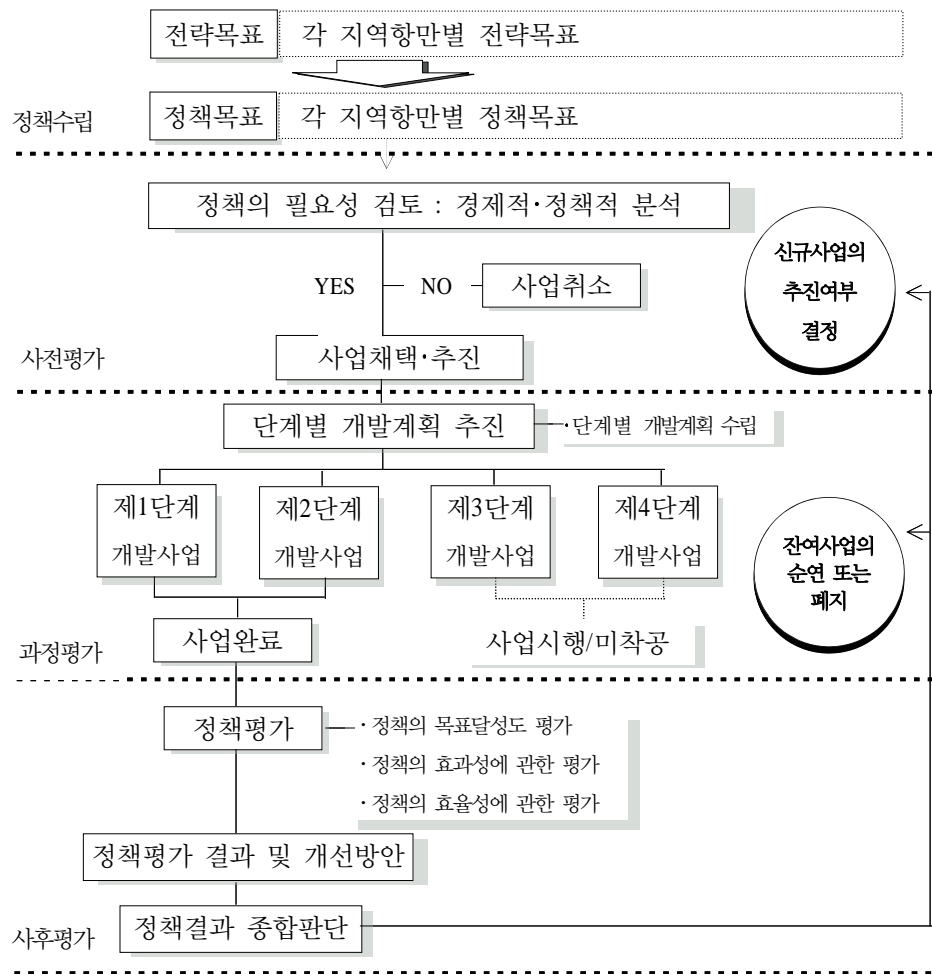 전략목표 각 지역항만별 전략목표
정책수립 정책목표 각 지역항만별 정책목표
정책의 필요성 검토 : 경제적·정책적 분석
신규사업의
추진여부
결정
YES NO 사업취소
사전평가 사업채택·추진
단계별 개발계획 추진 ·단계별 개발계획 수립
제1단계
개발사업
제2단계
개발사업
제3단계
개발사업
제4단계
개발사업
잔여사업의
순연 또는
폐지
과정평가 사업완료 사업시행/미착공
정책평가 · 정책의 목표달성도 평가
· 정책의 효과성에 관한 평가
· 정책의 효율성에 관한 평가
정책평가 결과 및 개선방안
사후평가 정책결과 종합판단